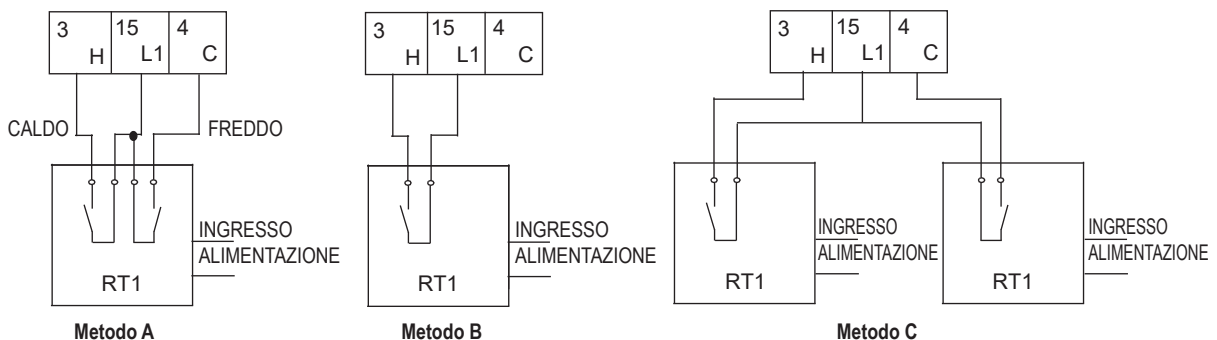 3 H 15 L1 4 C
CALDO FREDDO
INGRESSO
ALIMENTAZIONE
RT1
Metodo A
3 H 15 L1 4 C
INGRESSO
ALIMENTAZIONE
RT1
Metodo B
3 H 15 L1 4 C
INGRESSO
ALIMENTAZIONE
RT1
INGRESSO
ALIMENTAZIONE
RT1
Metodo C